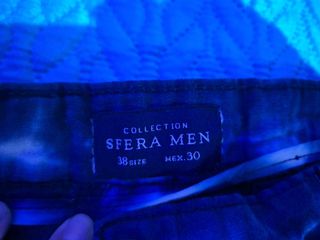 COLLECTION
SFERA MEN
38 SIZE MEX. 30